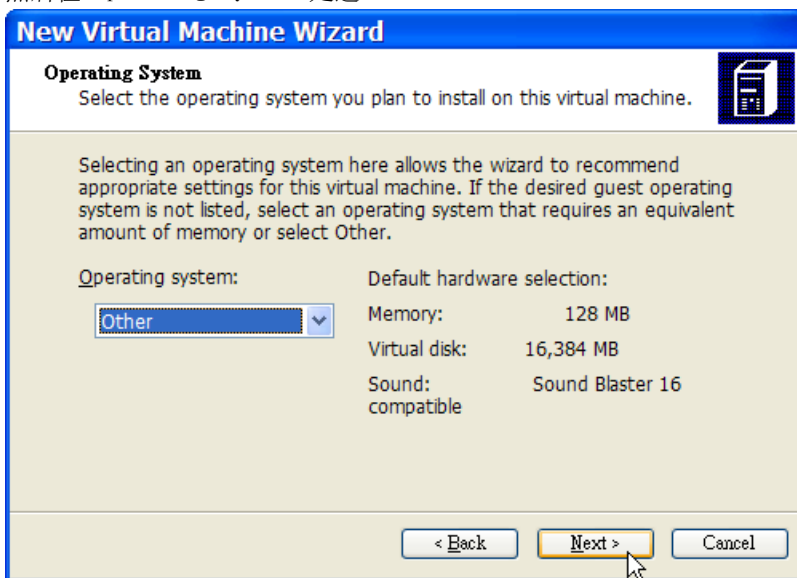 New Virtual Machine Wizard
Operating System
Select the operating system you plan to install on this virtual machine.
Selecting an operating system here allows the wizard to recommend
appropriate settings for this virtual machine. If the desired guest operating
system is not listed, select an operating system that requires an equivalent
amount of memory or select Other.
Operating system:
Default hardware selection:
Other
Memory: 128 MB
Virtual disk: 16,384 MB
Sound: Sound Blaster 16
compatible
< Back Next > Cancel